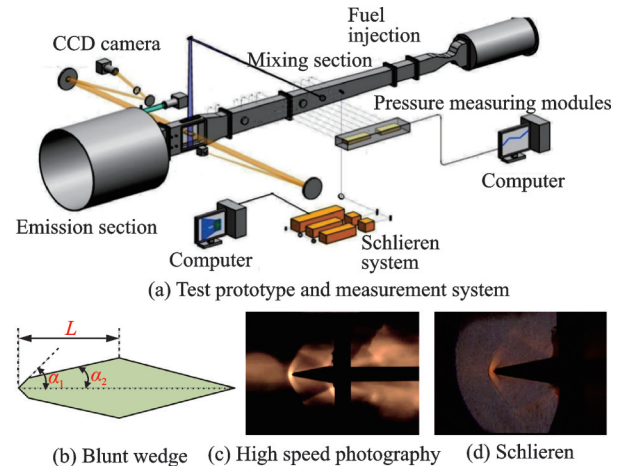 Fuel
injection
CCD camera
Mixing section
Pressure measuring modules
Computer
Emission section
Schlieren
system
Computer
(a) Test prototype and measurement system
L
α1
α2
(b) Blunt wedge
(c) High speed photography
(d) Schlieren